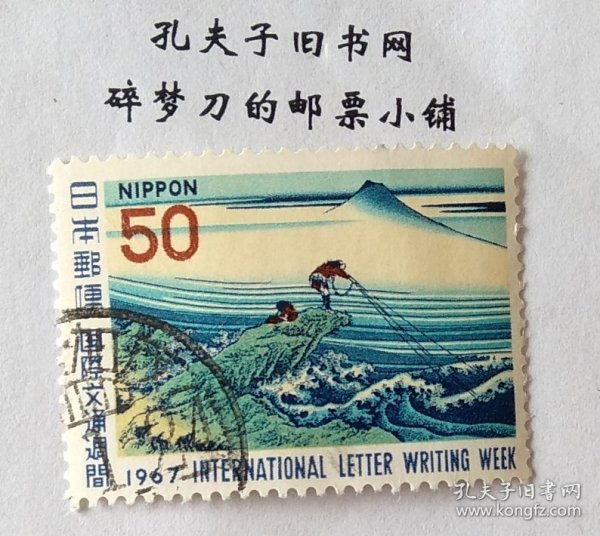 孔夫子旧书网
碎梦刀的邮票小铺
NIPPON
50
日本郵便
国際文通週間
1967 INTERNATIONAL LETTER WRITING WEEK
孔夫子旧書网
www.kongfz.com